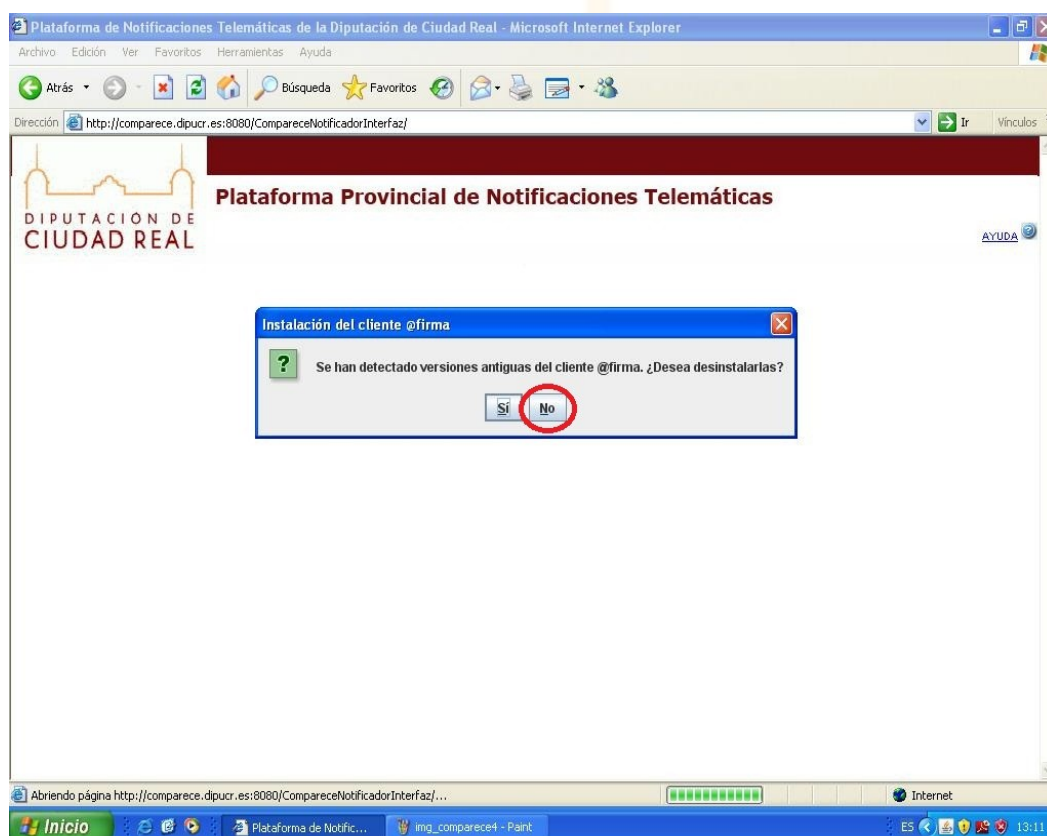 Plataforma de Notificaciones Telemáticas de la Diputación de Ciudad Real - Microsoft Internet Explorer
Archivo Edición Ver Favoritos Herramientas Ayuda
Atrás Búsqueda Favoritos
Dirección http://comparece.dipucr.es:8080/CompareceNotificadorInterfaz/ Ir Vínculos
DIPUTACIÓN DE
CIUDAD REAL
Plataforma Provincial de Notificaciones Telemáticas
AYUDA
Instalación del cliente @firma
Se han detectado versiones antiguas del cliente @firma. ¿Desea desinstalarlas?
Sí No
Abriendo página http://comparece.dipucr.es:8080/CompareceNotificadorInterfaz/... Internet
Inicio Plataforma de Notific... img_comparece4 - Paint ES 13:11